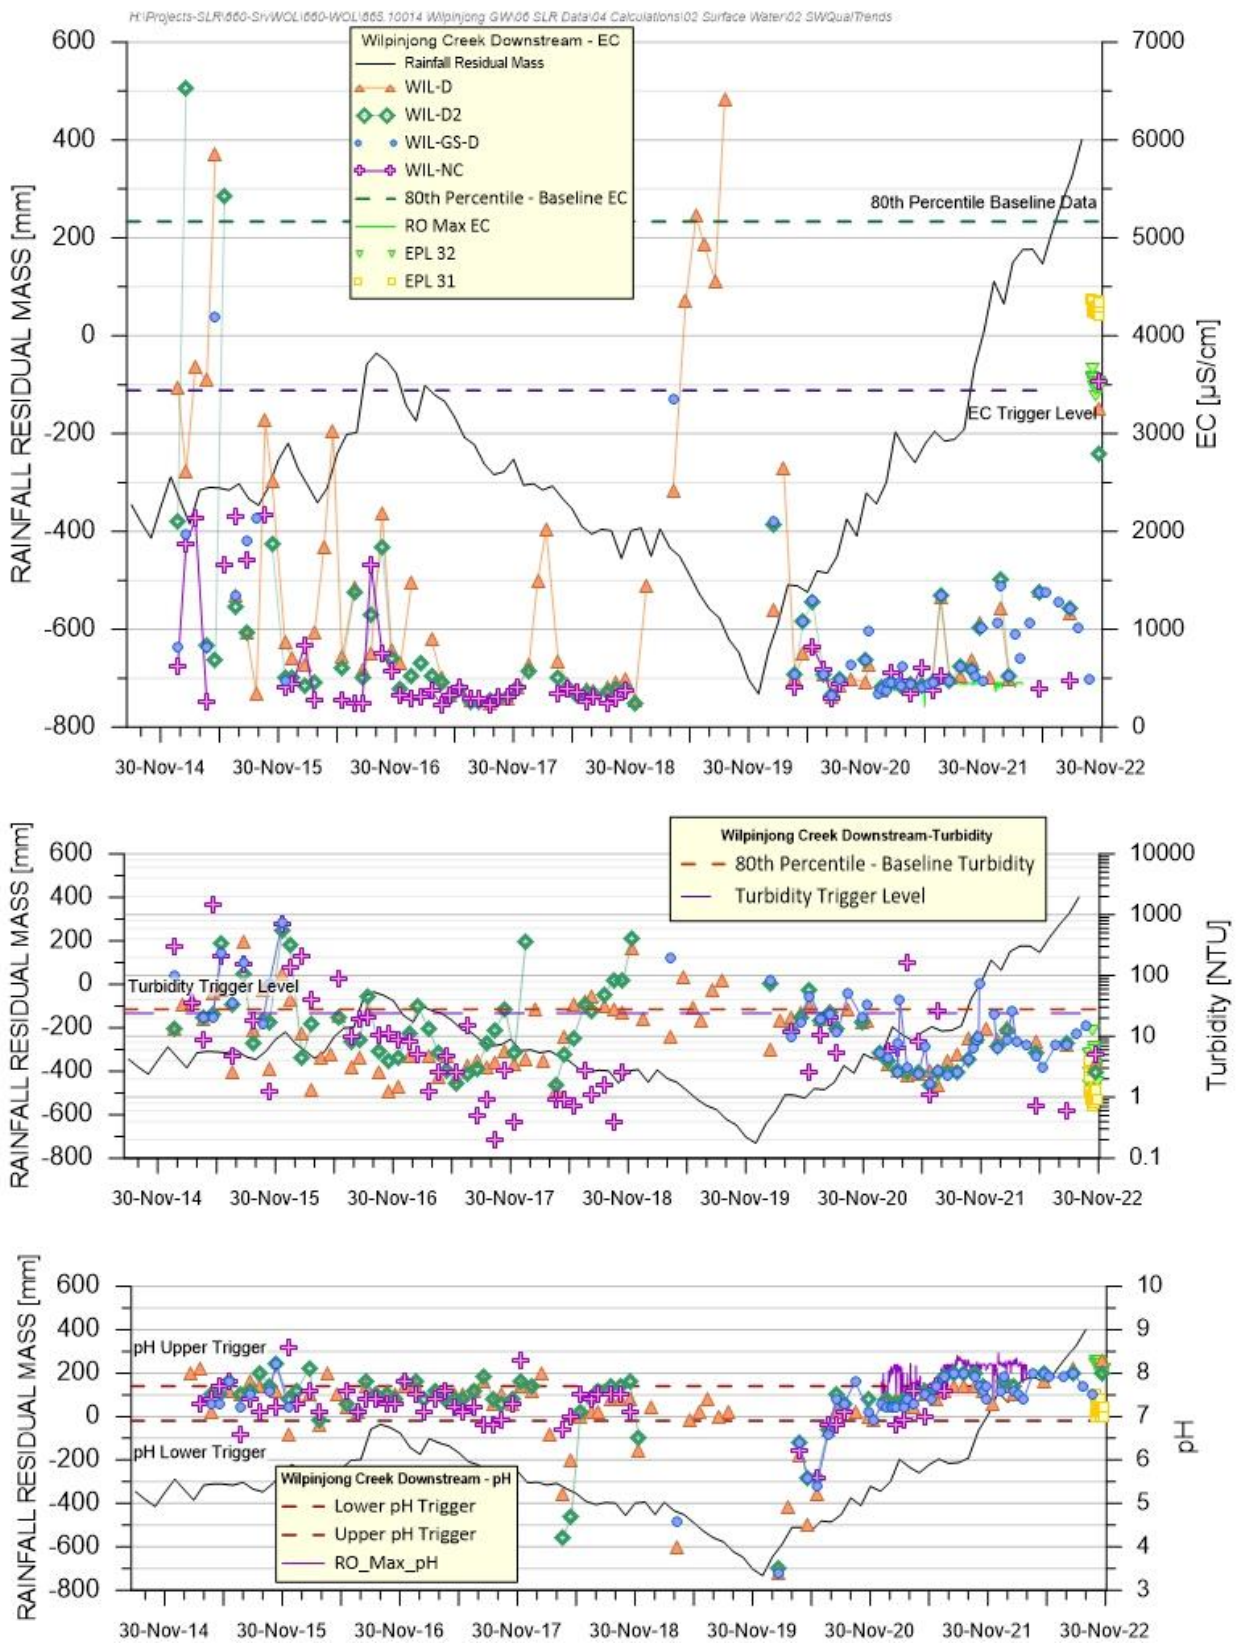 H:\Projects-SLR\660-SrvWOL\660-WOL\665.10014 Wilpinjong GW\06 SLR Data\04 Calculations\02 Surface Water\02 SWQualTrends
Wilpinjong Creek Downstream - EC
Rainfall Residual Mass
WIL-D
WIL-D2
WIL-GS-D
WIL-NC
80th Percentile - Baseline EC
RO Max EC
EPL 32
EPL 31
600
400
200
0
-200
-400
-600
-800
RAINFALL RESIDUAL MASS [mm]
7000
6000
5000
4000
3000
2000
1000
0
EC [µS/cm]
80th Percentile Baseline Data
EC Trigger Level
30-Nov-14 30-Nov-15 30-Nov-16 30-Nov-17 30-Nov-18 30-Nov-19 30-Nov-20 30-Nov-21 30-Nov-22
Wilpinjong Creek Downstream-Turbidity
80th Percentile - Baseline Turbidity
Turbidity Trigger Level
600
400
200
0
-200
-400
-600
-800
RAINFALL RESIDUAL MASS [mm]
10000
1000
100
10
1
0.1
Turbidity [NTU]
Turbidity Trigger Level
30-Nov-14 30-Nov-15 30-Nov-16 30-Nov-17 30-Nov-18 30-Nov-19 30-Nov-20 30-Nov-21 30-Nov-22
600
400
200
0
-200
-400
-600
-800
RAINFALL RESIDUAL MASS [mm]
10
9
8
7
6
5
4
3
pH
pH Upper Trigger
pH Lower Trigger
Wilpinjong Creek Downstream - pH
Lower pH Trigger
Upper pH Trigger
RO_Max_pH
30-Nov-14 30-Nov-15 30-Nov-16 30-Nov-17 30-Nov-18 30-Nov-19 30-Nov-20 30-Nov-21 30-Nov-22